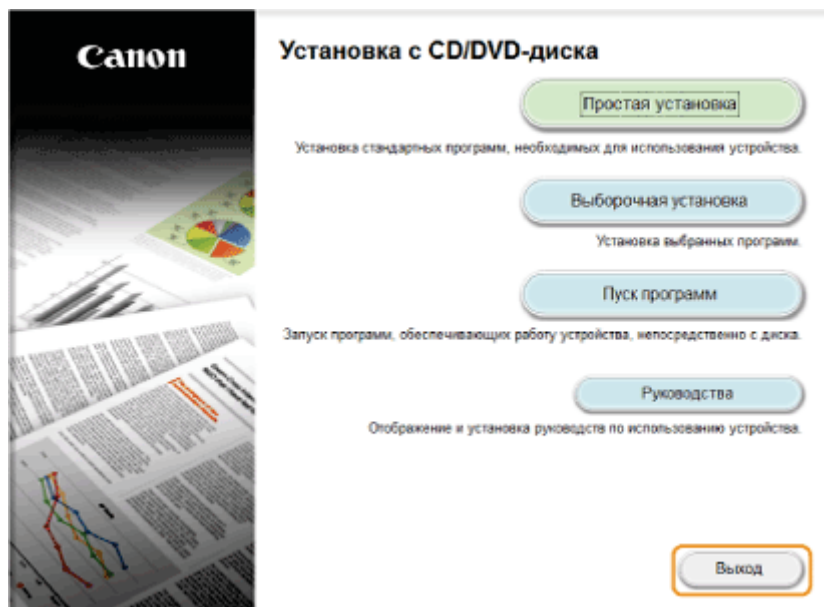 Canon
Установка с CD/DVD-диска
Простая установка
Установка стандартных программ, необходимых для использования устройства.
Выборочная установка
Установка выбранных программ.
Пуск программ
Запуск программ, обеспечивающих работу устройства, непосредственно с диска.
Руководства
Отображение и установка руководств по использованию устройства.
Выход